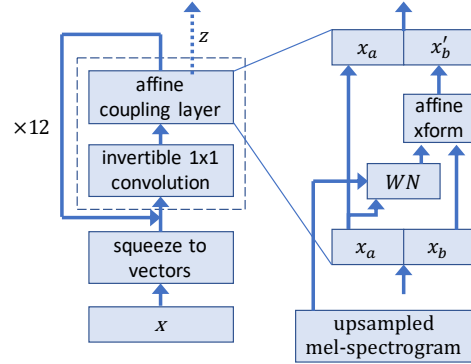 z
affine
coupling layer
×12
invertible 1x1
convolution
squeeze to
vectors
x
x_a
x_b′
affine
xform
WN
x_a
x_b
upsampled
mel-spectrogram